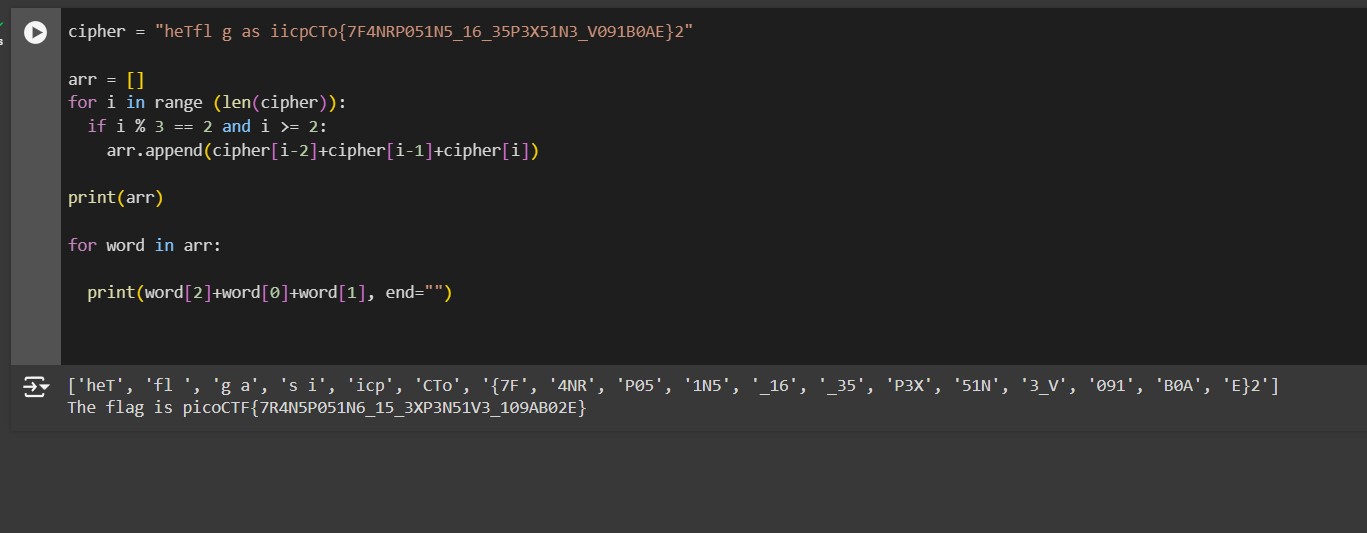 cipher = "heTfl g as iicpCTo{7F4NRP051N5_16_35P3X51N3_V091B0AE}2"
arr = []
for i in range (len(cipher)):
  if i % 3 == 2 and i >= 2:
    arr.append(cipher[i-2]+cipher[i-1]+cipher[i])
print(arr)
for word in arr:
  print(word[2]+word[0]+word[1], end="")
['heT', 'fl ', 'g a', 's i', 'icp', 'CTo', '{7F', '4NR', 'P05', '1N5', '_16', '_35', 'P3X', '51N', '3_V', '091', 'B0A', 'E}2']
The flag is picoCTF{7R4N5P051N6_15_3XP3N51V3_109AB02E}